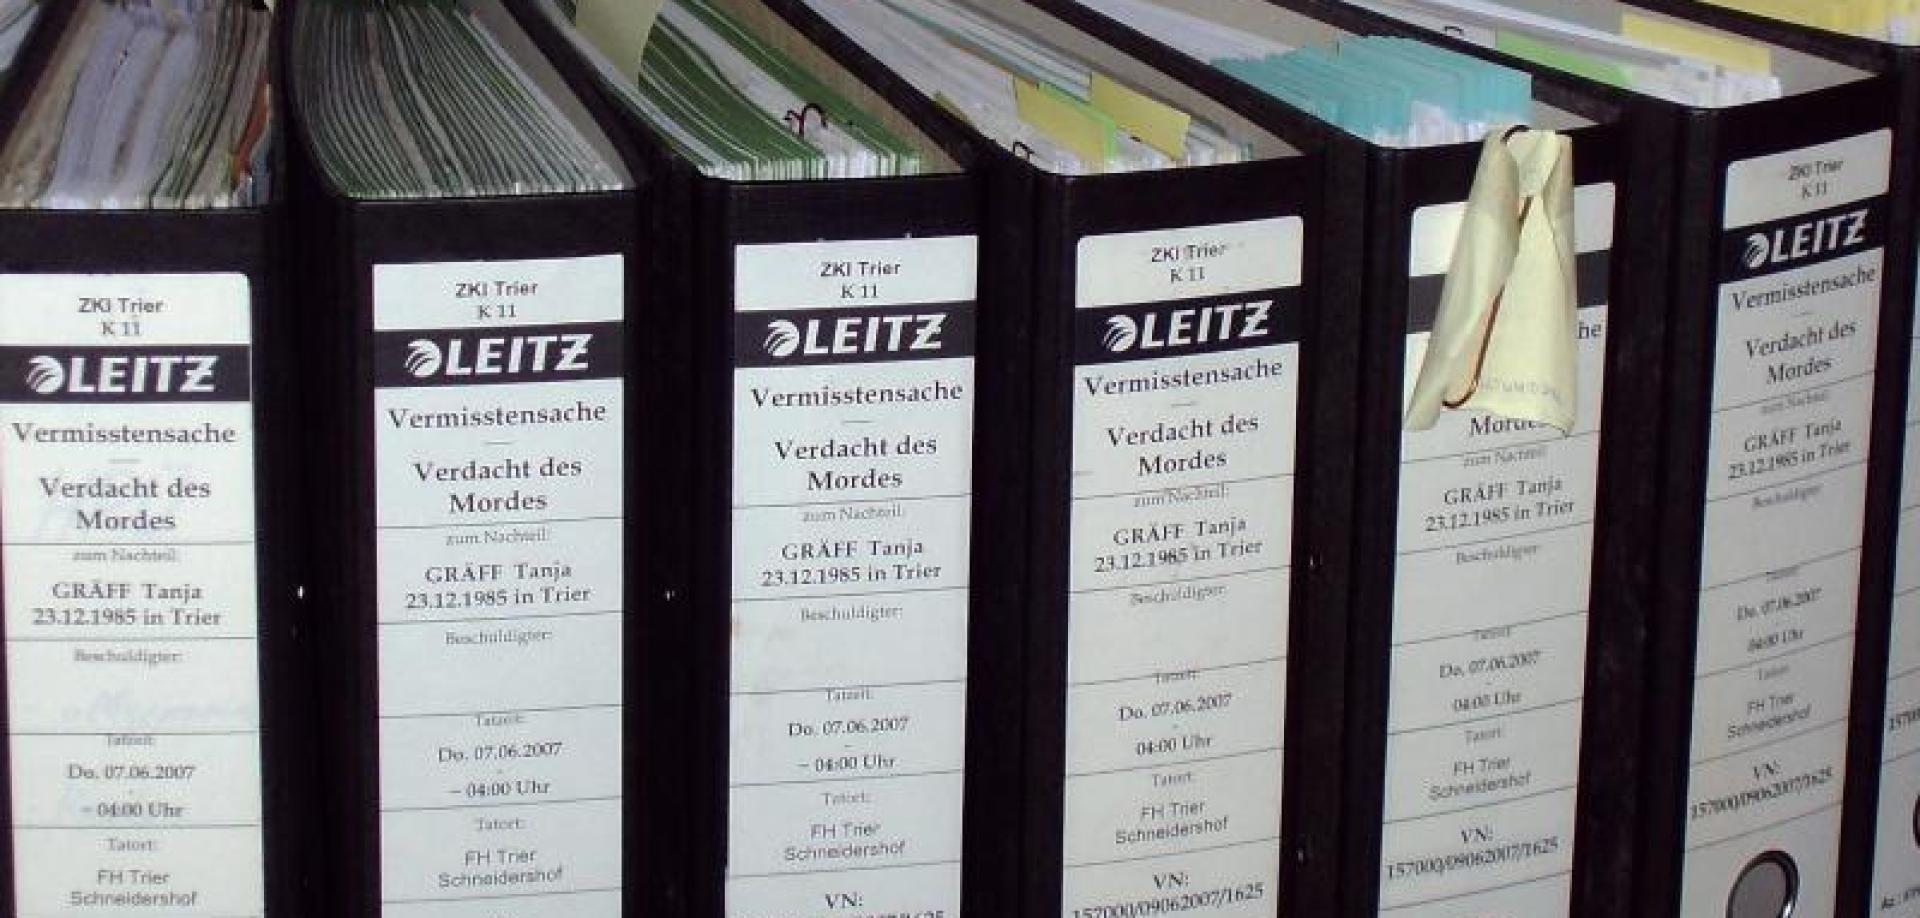 ZKI Trier
K 11
LEITZ
Vermisstensache
Verdacht des
Mordes
zum Nachteil:
GRÄFF Tanja
23.12.1985 in Trier
Beschuldigter:
Tatzeit:
Do. 07.06.2007
- 04:00 Uhr
Tatort:
FH Trier
Schneidershof
ZKI Trier
K 11
LEITZ
Vermisstensache
Verdacht des
Mordes
zum Nachteil:
GRÄFF Tanja
23.12.1985 in Trier
Beschuldigter:
Tatzeit:
Do. 07.06.2007
- 04:00 Uhr
Tatort:
FH Trier
Schneidershof
ZKI Trier
K 11
LEITZ
Vermisstensache
Verdacht des
Mordes
zum Nachteil:
GRÄFF Tanja
23.12.1985 in Trier
Beschuldigter:
Tatzeit:
Do. 07.06.2007
- 04:00 Uhr
Tatort:
FH Trier
Schneidershof
VN:
ZKI Trier
K 11
LEITZ
Vermisstensache
Verdacht des
Mordes
zum Nachteil:
GRÄFF Tanja
23.12.1985 in Trier
Beschuldigter:
Tatzeit:
Do. 07.06.2007
04:00 Uhr
Tatort:
FH Trier
Schneidershof
VN:
157000/09062007/1625
he
Mordes
zum Nachteil:
GRÄFF Tanja
23.12.1985 in Trier
Beschuldigter:
Tatzeit:
Do. 07.06.2007
04:00 Uhr
Tatort:
FH Trier
Schneidershof
VN:
157000/09062007/1625
ZKI Trier
K 11
LEITZ
Vermisstensache
Verdacht des
Mordes
zum Nachteil:
GRÄFF Tanja
23.12.1985 in Trier
Beschuldigter:
Tatzeit:
Do. 07.06.2007
04:00 Uhr
Tatort:
FH Trier
Schneidershof
VN:
157000/09062007/1625